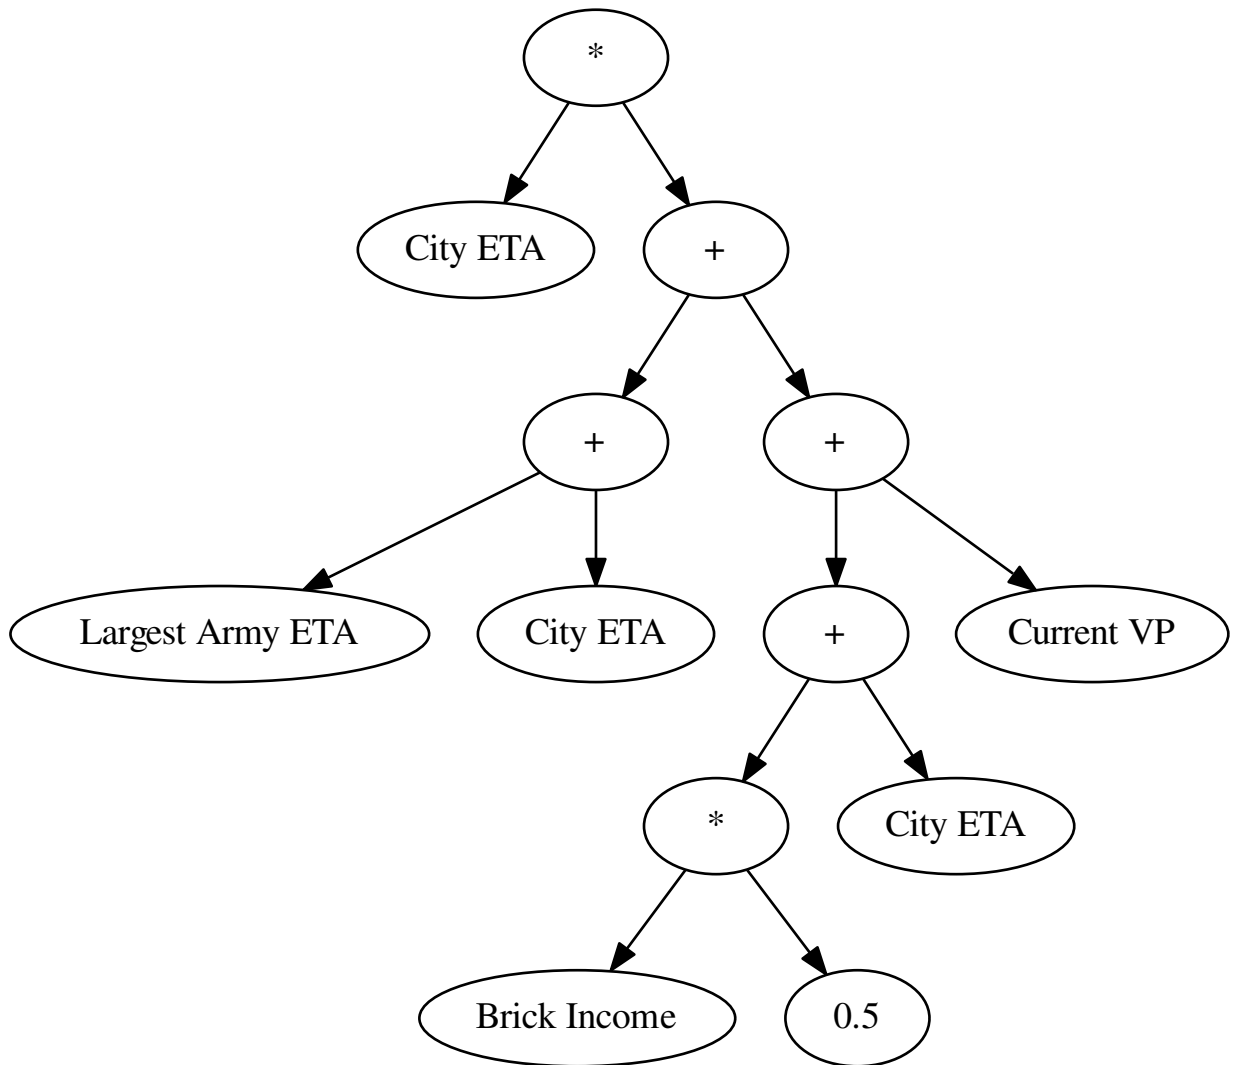 *
City ETA
+
+
+
Largest Army ETA
City ETA
+
Current VP
*
City ETA
Brick Income
0.5